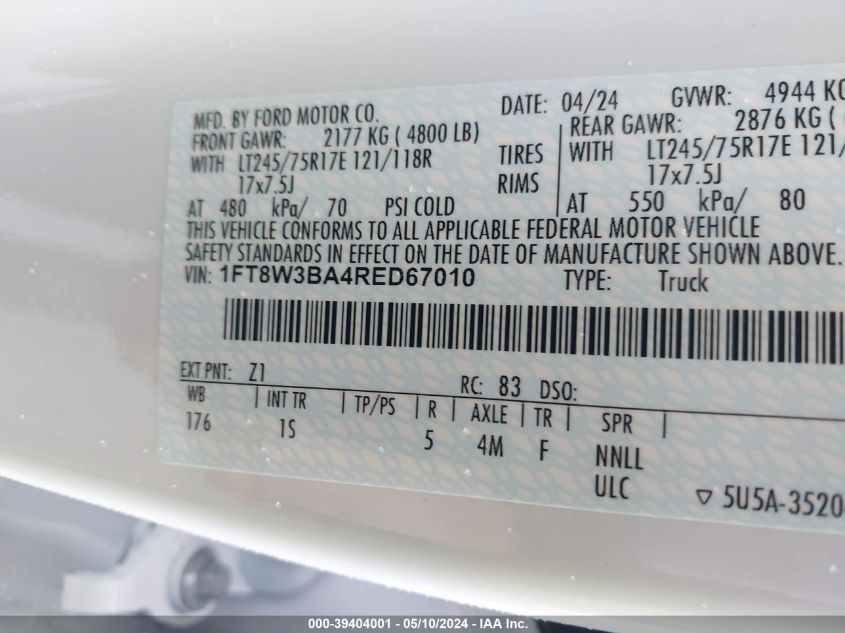 MFD. BY FORD MOTOR CO. DATE: 04/24 GVWR: 4944 KG
FRONT GAWR: 2177 KG ( 4800 LB) REAR GAWR: 2876 KG (
WITH LT245/75R17E 121/118R TIRES WITH LT245/75R17E 121/
17x7.5J RIMS 17x7.5J
AT 480 kPa/ 70 PSI COLD AT 550 kPa/ 80
THIS VEHICLE CONFORMS TO ALL APPLICABLE FEDERAL MOTOR VEHICLE
SAFETY STANDARDS IN EFFECT ON THE DATE OF MANUFACTURE SHOWN ABOVE.
VIN: 1FT8W3BA4RED67010 TYPE: Truck
EXT PNT: Z1 RC: 83 DSO:
WB | INT TR | TP/PS | R | AXLE | TR | SPR |
176 1S 5 4M F NNLL
ULC ▽ 5U5A-3520
000-39404001 - 05/10/2024 - IAA Inc.